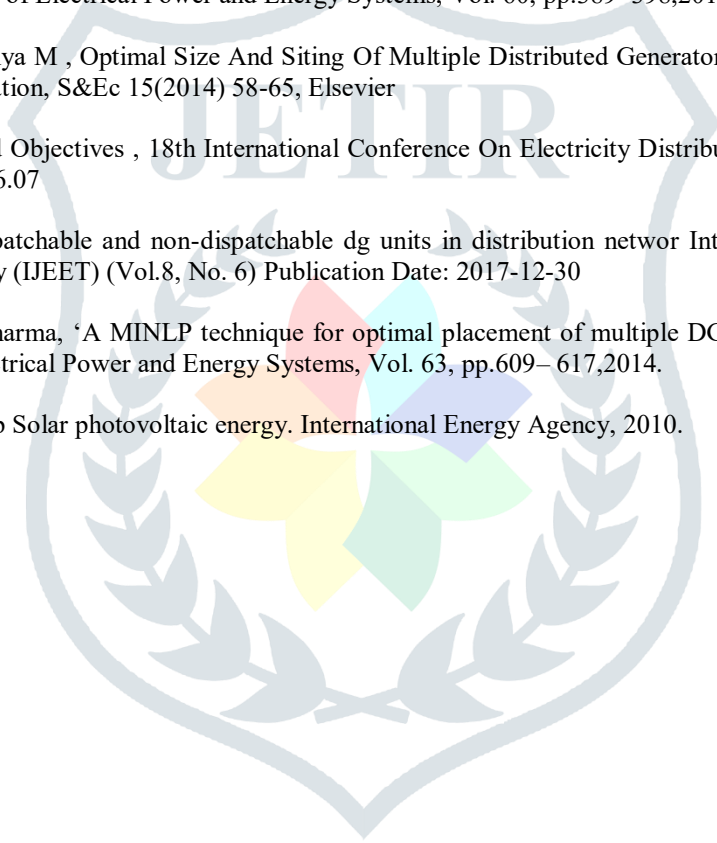 of Electrical Power and Energy Systems, Vol. 60, pp.389–398,201
ya M , Optimal Size And Siting Of Multiple Distributed Generator
ation, S&Ec 15(2014) 58-65, Elsevier
JETIR
d Objectives , 18th International Conference On Electricity Distribu
6.07
patchable and non-dispatchable dg units in distribution networ Int
y (IJEET) (Vol.8, No. 6) Publication Date: 2017-12-30
harma, ‘A MINLP technique for optimal placement of multiple DG
trical Power and Energy Systems, Vol. 63, pp.609– 617,2014.
p Solar photovoltaic energy. International Energy Agency, 2010.